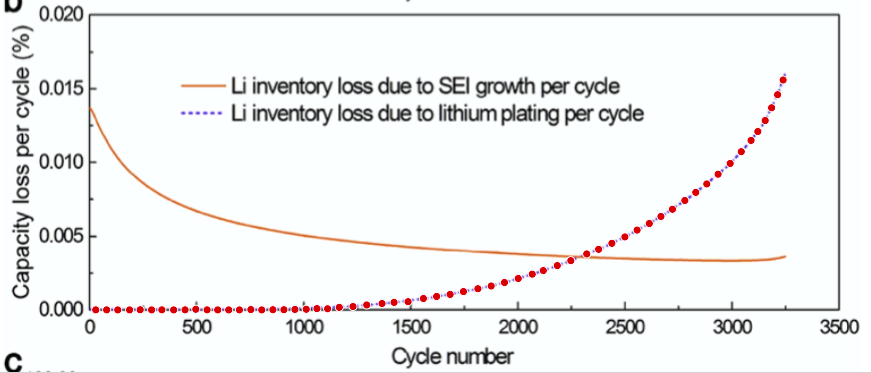 b
0.020
0.015
0.010
0.005
0.000
Capacity loss per cycle (%)
Li inventory loss due to SEI growth per cycle
Li inventory loss due to lithium plating per cycle
0 500 1000 1500 2000 2500 3000 3500
Cycle number
c